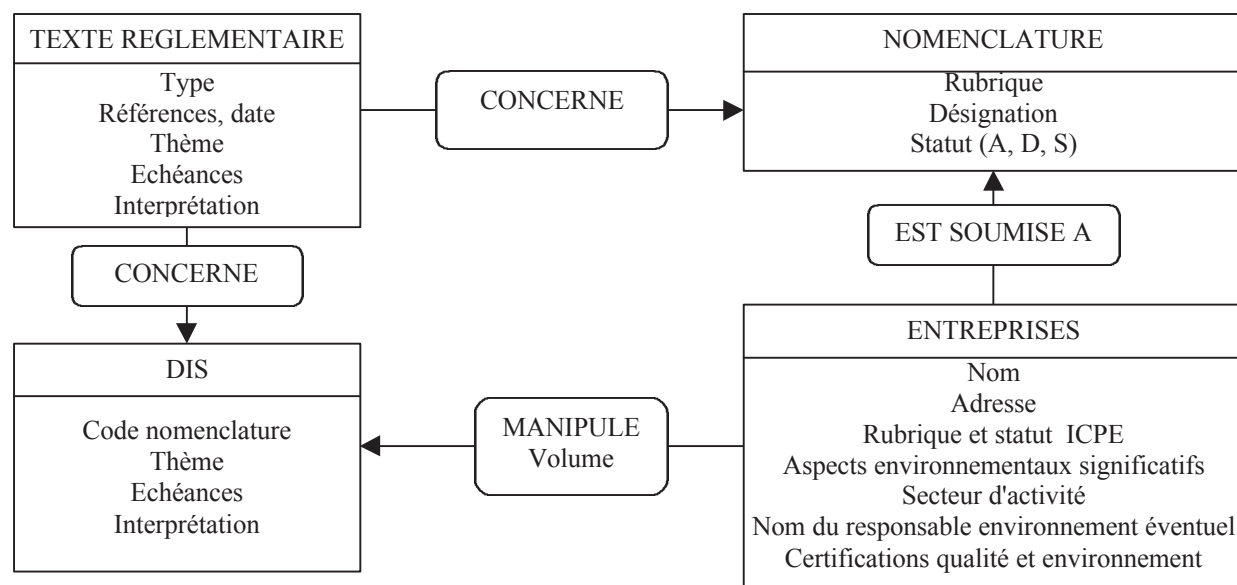 TEXTE REGLEMENTAIRE
Type
Références, date
Thème
Echéances
Interprétation
CONCERNE
NOMENCLATURE
Rubrique
Désignation
Statut (A, D, S)
CONCERNE
EST SOUMISE A
DIS
Code nomenclature
Thème
Echéances
Interprétation
MANIPULE
Volume
ENTREPRISES
Nom
Adresse
Rubrique et statut ICPE
Aspects environnementaux significatifs
Secteur d'activité
Nom du responsable environnement éventuel
Certifications qualité et environnement